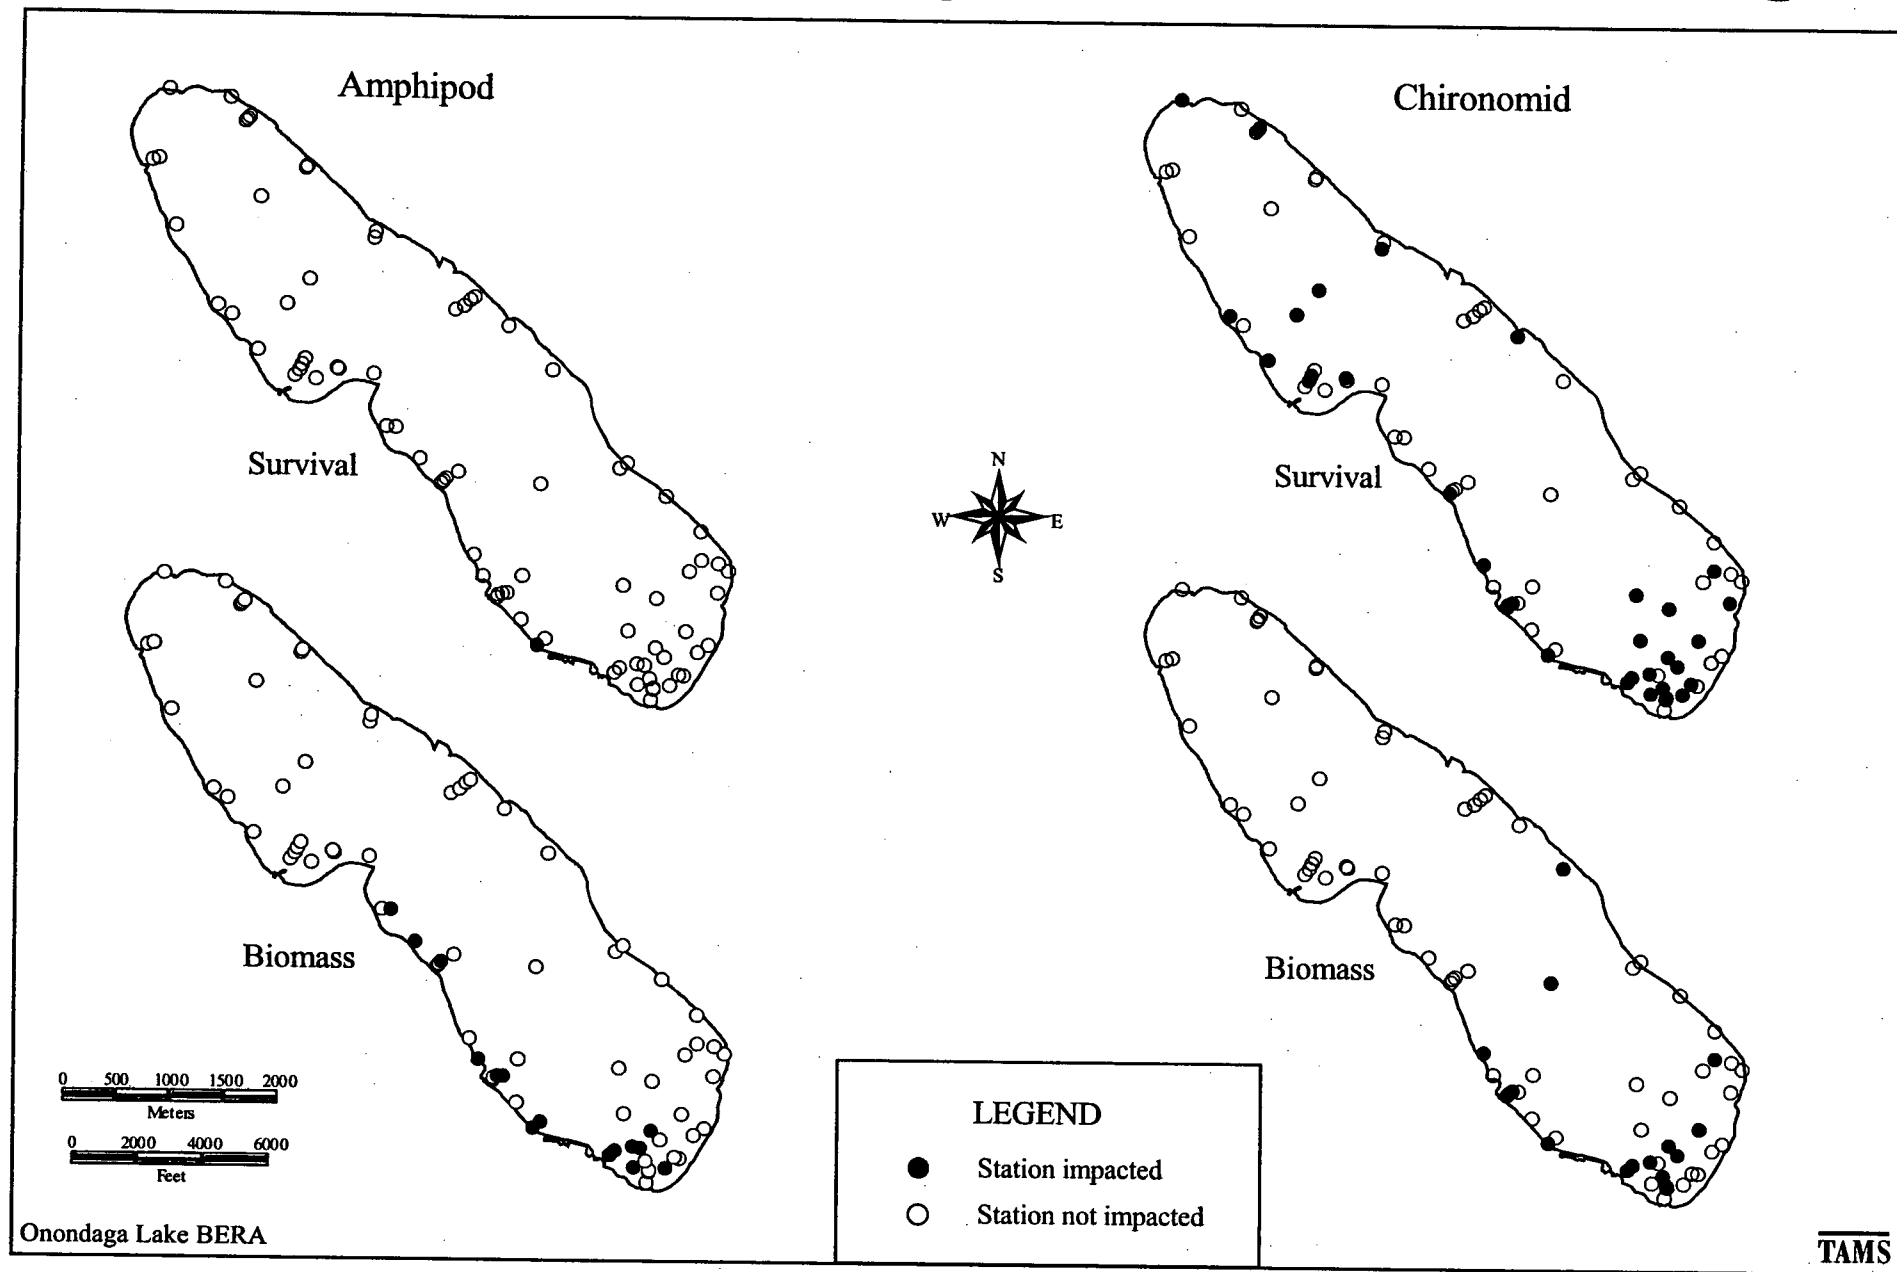 Amphipod
Chironomid
Survival
Survival
N
W E
S
Biomass
Biomass
0 500 1000 1500 2000
Meters
0 2000 4000 6000
Feet
LEGEND
Station impacted
Station not impacted
Onondaga Lake BERA
TAMS